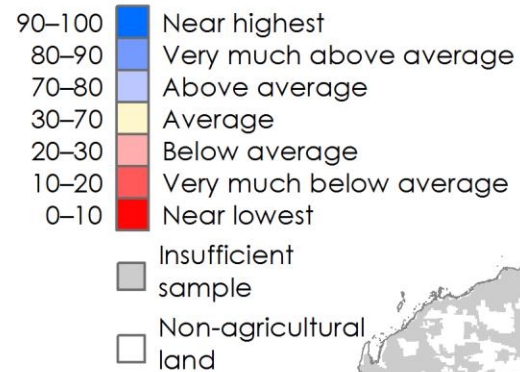 90–100 Near highest
80–90 Very much above average
70–80 Above average
30–70 Average
20–30 Below average
10–20 Very much below average
0–10 Near lowest
Insufficient
sample
Non-agricultural
land